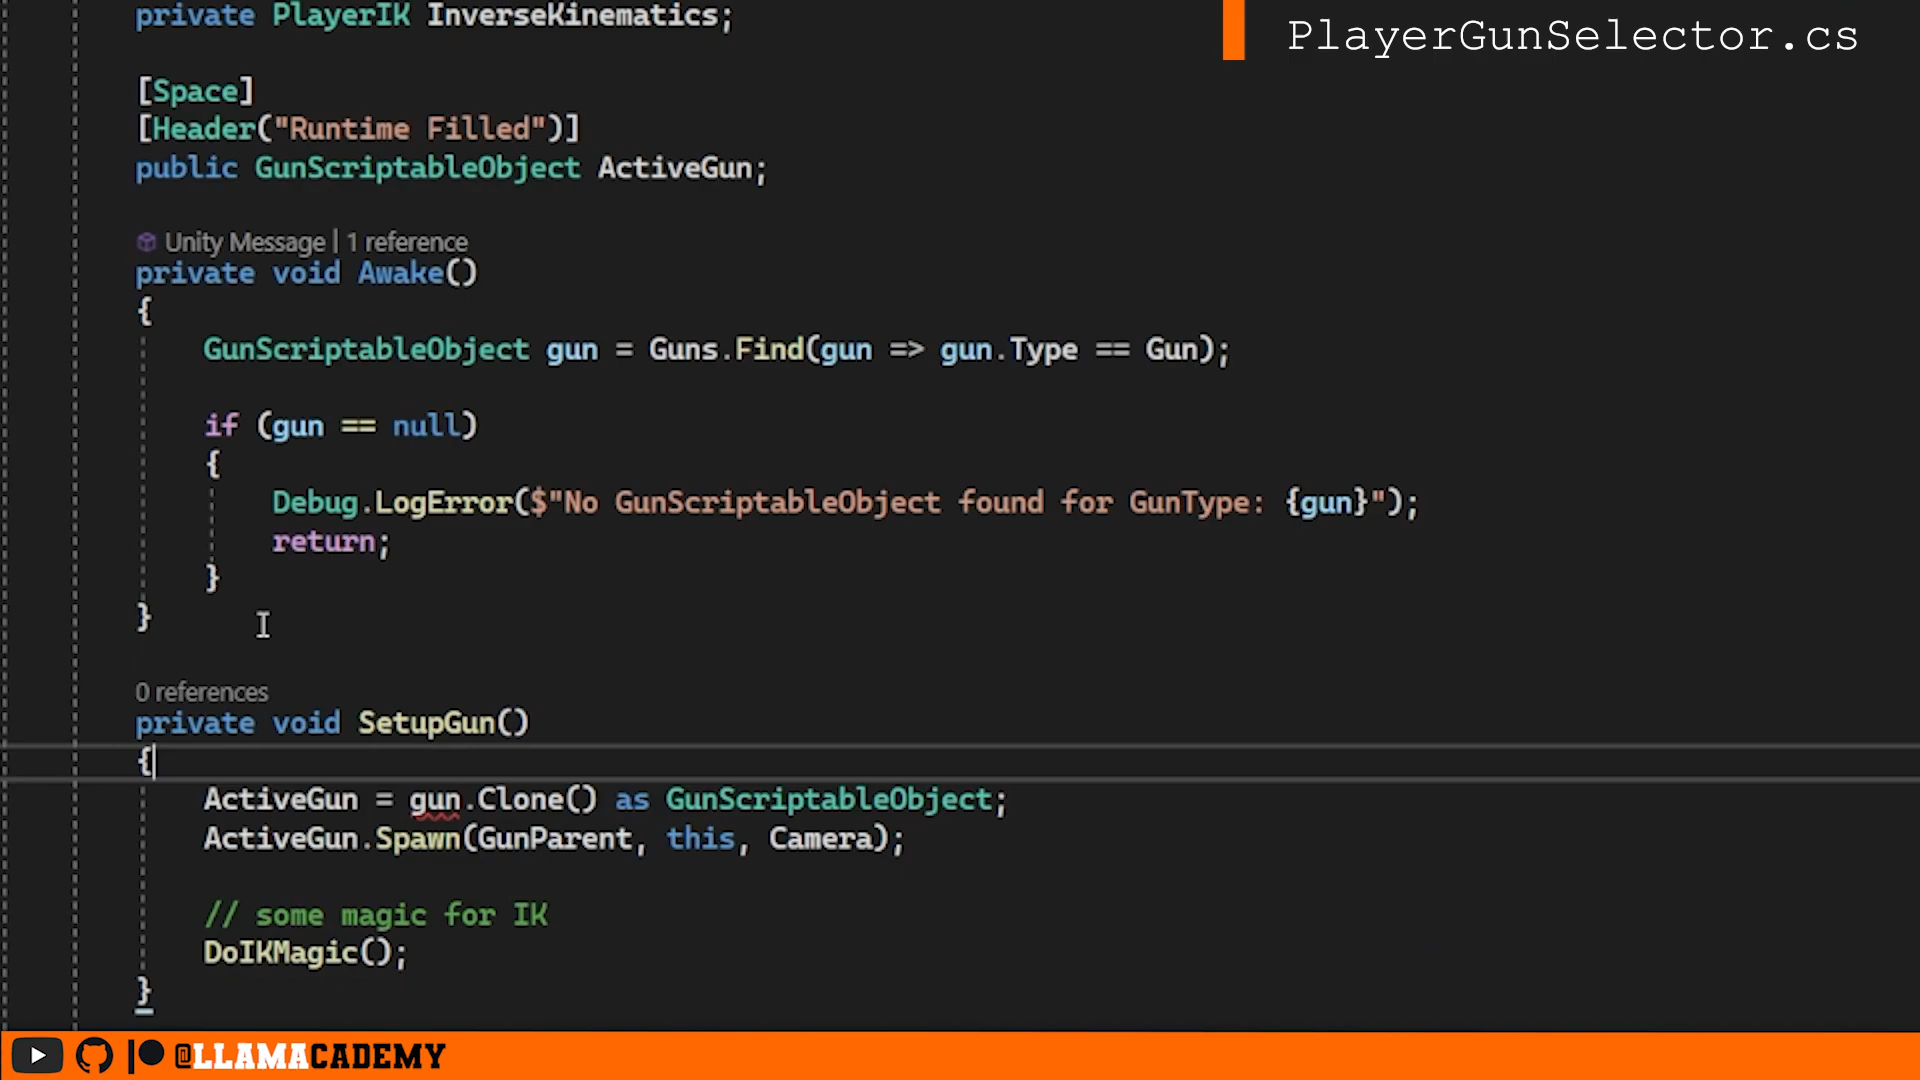 private PlayerIK InverseKinematics;
PlayerGunSelector.cs
[Space]
[Header("Runtime Filled")]
public GunScriptableObject ActiveGun;
Unity Message | 1 reference
private void Awake()
{
GunScriptableObject gun = Guns.Find(gun => gun.Type == Gun);
if (gun == null)
{
Debug.LogError($"No GunScriptableObject found for GunType: {gun}");
return;
}
}
0 references
private void SetupGun()
{
ActiveGun = gun.Clone() as GunScriptableObject;
ActiveGun.Spawn(GunParent, this, Camera);
// some magic for IK
DoIKMagic();
}
@LLAMACADEMY